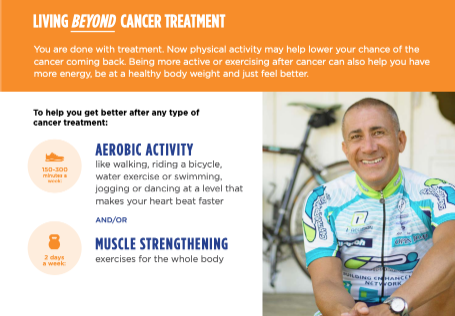 LIVING BEYOND CANCER TREATMENT
You are done with treatment. Now physical activity may help lower your chance of the
cancer coming back. Being more active or exercising after cancer can also help you have
more energy, be at a healthy body weight and just feel better.
To help you get better after any type of
cancer treatment:
150-300
minutes a
week
AEROBIC ACTIVITY
like walking, riding a bicycle,
water exercise or swimming,
jogging or dancing at a level that
makes your heart beat faster
AND/OR
2 days
a week:
MUSCLE STRENGTHENING
exercises for the whole body
BUILDING ENHANCED
NETWORK